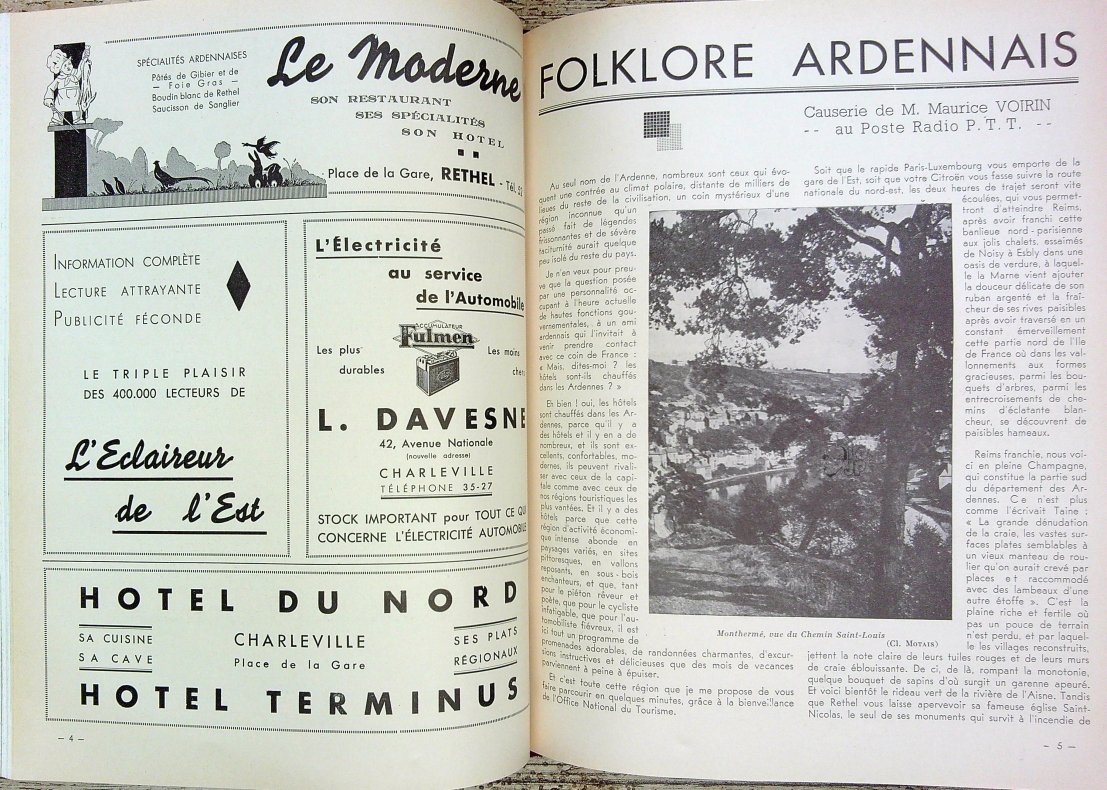 SPÉCIALITÉS ARDENNAISES
Pâtés de Gibier et de
— Foie Gras —
Boudin blanc de Rethel
Saucisson de Sanglier
Le Moderne
SON RESTAURANT
SES SPÉCIALITÉS
SON HOTEL
Place de la Gare, RETHEL - Tél. 5
INFORMATION COMPLÈTE
LECTURE ATTRAYANTE
PUBLICITÉ FÉCONDE
LE TRIPLE PLAISIR
DES 400.000 LECTEURS DE
L'Eclaireur
de l'Est
L'Électricité
au service
de l'Automobile
ACCUMULATEUR
Fulmen
Les plus
durables
Les moins
chers
L. DAVESNE
42, Avenue Nationale
(nouvelle adresse)
CHARLEVILLE
TÉLÉPHONE 35-27
STOCK IMPORTANT pour TOUT CE QUI
CONCERNE L'ÉLECTRICITÉ AUTOMOBILE
HOTEL DU NORD
SA CUISINE
SA CAVE
CHARLEVILLE
Place de la Gare
SES PLATS
RÉGIONAUX
HOTEL TERMINUS
— 4 —
FOLKLORE ARDENNAIS
Causerie de M. Maurice VOIRIN
-- au Poste Radio P. T. T. --
Au seul nom de l'Ardenne, nombreux sont ceux qui évo-
quent une contrée au climat polaire, distante de milliers de
lieues du reste de la civilisation, un coin mystérieux d'une
région inconnue qu'un
passé fait de légendes
frissonnantes et de sévère
taciturnité aurait quelque
peu isolé du reste du pays.
Je n'en veux pour preu-
ve que la question posée
par une personnalité oc-
cupant à l'heure actuelle
de hautes fonctions gou-
vernementales, à un ami
ardennais qui l'invitait à
venir prendre contact
avec ce coin de France :
« Mais, dites-moi ? les
hôtels sont-ils chauffés
dans les Ardennes ? »
Eh bien ! oui, les hôtels
sont chauffés dans les Ar-
dennes, parce qu'il y a
des hôtels et il y en a de
nombreux, et ils sont ex-
cellents, confortables, mo-
dernes, ils peuvent rivali-
ser avec ceux de la capi-
tale comme avec ceux de
nos régions touristiques les
plus vantées. Et il y a des
hôtels parce que cette
région d'activité économi-
que intense abonde en
paysages variés, en sites
pittoresques, en vallons
reposants, en sous-bois
enchanteurs, et que, tant
pour le piéton rêveur et
poète, que pour le cycliste
infatigable, que pour l'au-
tomobiliste fiévreux, il est
ici tout un programme de
promenades adorables, de randonnées charmantes, d'excur-
sions instructives et délicieuses que des mois de vacances
parviennent à peine à épuiser.
Et c'est toute cette région que je me propose de vous
faire parcourir en quelques minutes, grâce à la bienveillance
de l'Office National du Tourisme.
Monthermé, vue du Chemin Saint-Louis
(Cl. MOTAIS)
Soit que le rapide Paris-Luxembourg vous emporte de la
gare de l'Est, soit que votre Citroën vous fasse suivre la route
nationale du nord-est, les deux heures de trajet seront vite
écoulées, qui vous permet-
tront d'atteindre Reims,
après avoir franchi cette
banlieue nord-parisienne
aux jolis chalets, essaimés
de Noisy à Esbly dans une
oasis de verdure, à laquel-
le la Marne vient ajouter
la douceur délicate de son
ruban argenté et la fraî-
cheur de ses rives paisibles
après avoir traversé en un
constant émerveillement
cette partie nord de l'Ile
de France où dans les val-
lonnements aux formes
gracieuses, parmi les bou-
quets d'arbres, parmi les
entrecroisements de che-
mins d'éclatante blan-
cheur, se découvrent de
paisibles hameaux.
Reims franchie, nous voi-
ci en pleine Champagne,
qui constitue la partie sud
du département des Ar-
dennes. Ce n'est plus
comme l'écrivait Taine :
« La grande dénudation
de la craie, les vastes sur-
faces plates semblables à
un vieux manteau de rou-
lier qu'on aurait crevé par
places et raccommodé
avec des lambeaux d'une
autre étoffe ». C'est la
plaine riche et fertile où
pas un pouce de terrain
n'est perdu, et par laquel-
le les villages reconstruits,
jettent la note claire de leurs tuiles rouges et de leurs murs
de craie éblouissante. De ci, de là, rompant la monotonie,
quelque bouquet de sapins d'où surgit un garenne apeuré.
Et voici bientôt le rideau vert de la rivière de l'Aisne. Tandis
que Rethel vous laisse apervevoir sa fameuse église Saint-
Nicolas, le seul de ses monuments qui survit à l'incendie de
— 5 —